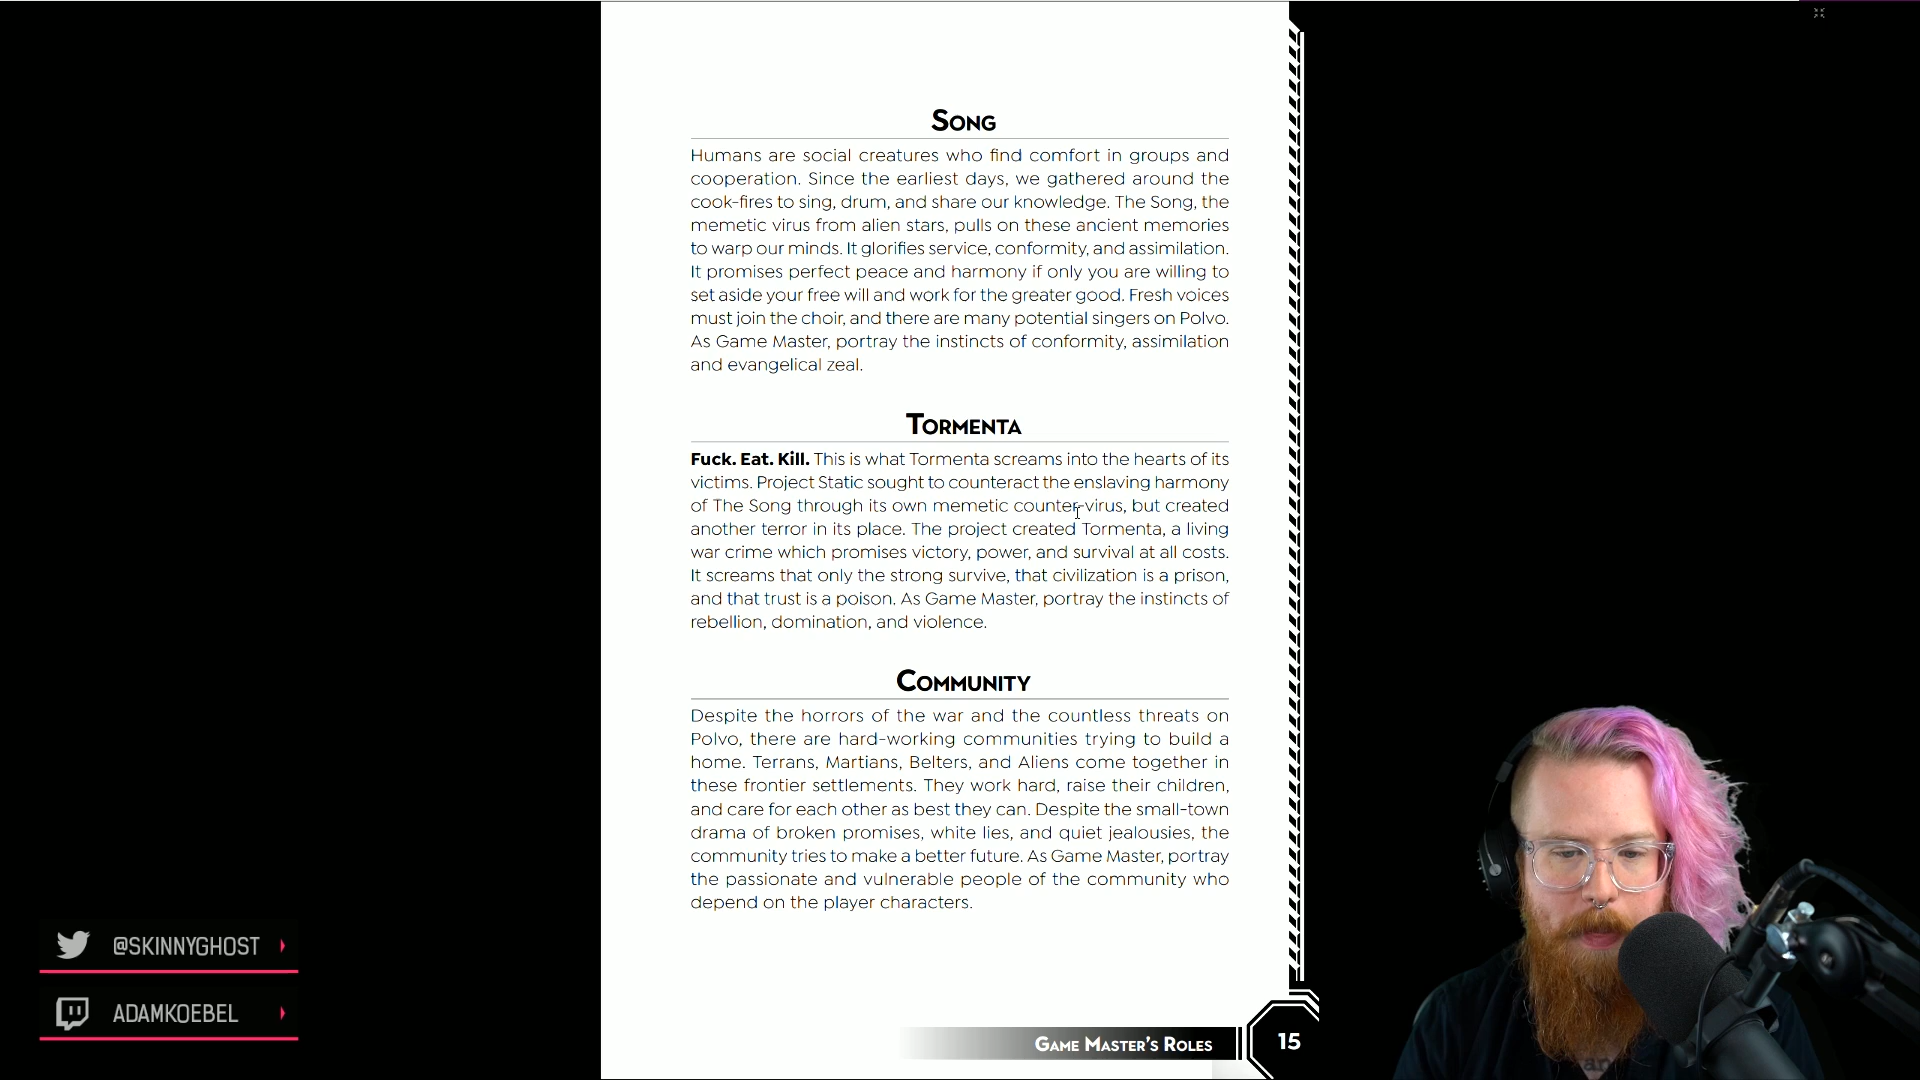 Song
Humans are social creatures who find comfort in groups and
cooperation. Since the earliest days, we gathered around the
cook-fires to sing, drum, and share our knowledge. The Song, the
memetic virus from alien stars, pulls on these ancient memories
to warp our minds. It glorifies service, conformity, and assimilation.
It promises perfect peace and harmony if only you are willing to
set aside your free will and work for the greater good. Fresh voices
must join the choir, and there are many potential singers on Polvo.
As Game Master, portray the instincts of conformity, assimilation
and evangelical zeal.
Tormenta
Fuck. Eat. Kill. This is what Tormenta screams into the hearts of its
victims. Project Static sought to counteract the enslaving harmony
of The Song through its own memetic counter-virus, but created
another terror in its place. The project created Tormenta, a living
war crime which promises victory, power, and survival at all costs.
It screams that only the strong survive, that civilization is a prison,
and that trust is a poison. As Game Master, portray the instincts of
rebellion, domination, and violence.
Community
Despite the horrors of the war and the countless threats on
Polvo, there are hard-working communities trying to build a
home. Terrans, Martians, Belters, and Aliens come together in
these frontier settlements. They work hard, raise their children,
and care for each other as best they can. Despite the small-town
drama of broken promises, white lies, and quiet jealousies, the
community tries to make a better future. As Game Master, portray
the passionate and vulnerable people of the community who
depend on the player characters.
Game Master's Roles 15
@SKINNYGHOST
ADAMKOEBEL